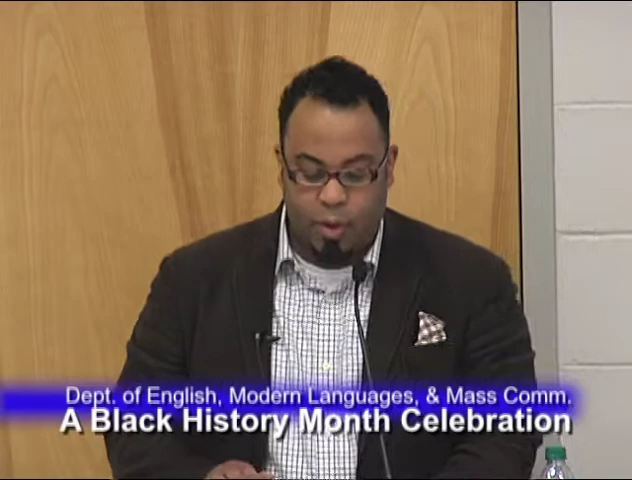 Dept. of English, Modern Languages, & Mass Comm.
A Black History Month Celebration